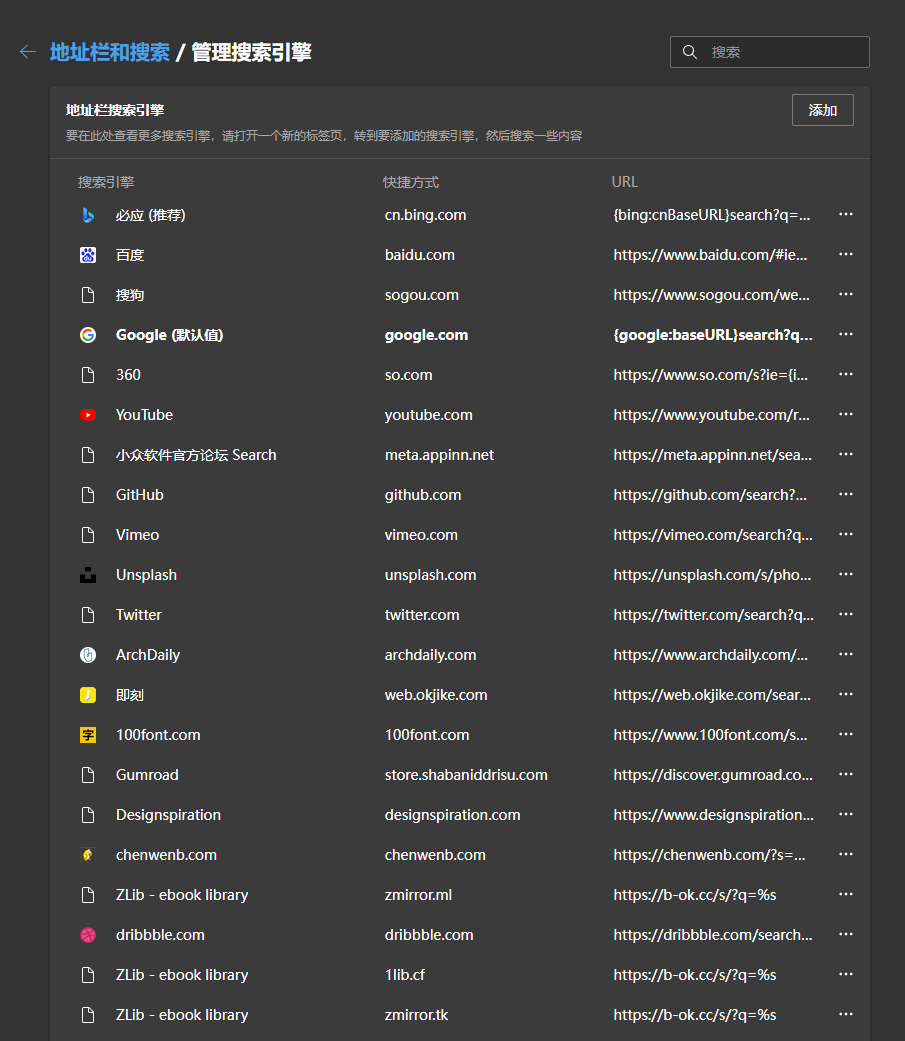 地址栏和搜索 / 管理搜索引擎
搜索
地址栏搜索引擎
添加
要在此处查看更多搜索引擎，请打开一个新的标签页，转到要添加的搜索引擎，然后搜索一些内容
搜索引擎 快捷方式 URL
必应 (推荐) cn.bing.com {bing:cnBaseURL}search?q=...
百度 baidu.com https://www.baidu.com/#ie...
搜狗 sogou.com https://www.sogou.com/we...
Google (默认值) google.com {google:baseURL}search?q...
360 so.com https://www.so.com/s?ie={i...
YouTube youtube.com https://www.youtube.com/r...
小众软件官方论坛 Search meta.appinn.net https://meta.appinn.net/sea...
GitHub github.com https://github.com/search?...
Vimeo vimeo.com https://vimeo.com/search?q...
Unsplash unsplash.com https://unsplash.com/s/pho...
Twitter twitter.com https://twitter.com/search?q...
ArchDaily archdaily.com https://www.archdaily.com/...
即刻 web.okjike.com https://web.okjike.com/sear...
字 100font.com 100font.com https://www.100font.com/s...
Gumroad store.shabaniddrisu.com https://discover.gumroad.co...
Designspiration designspiration.com https://www.designspiration...
chenwenb.com chenwenb.com https://chenwenb.com/?s=...
ZLib - ebook library zmirror.ml https://b-ok.cc/s/?q=%s
dribbble.com dribbble.com https://dribbble.com/search...
ZLib - ebook library 1lib.cf https://b-ok.cc/s/?q=%s
ZLib - ebook library zmirror.tk https://b-ok.cc/s/?q=%s